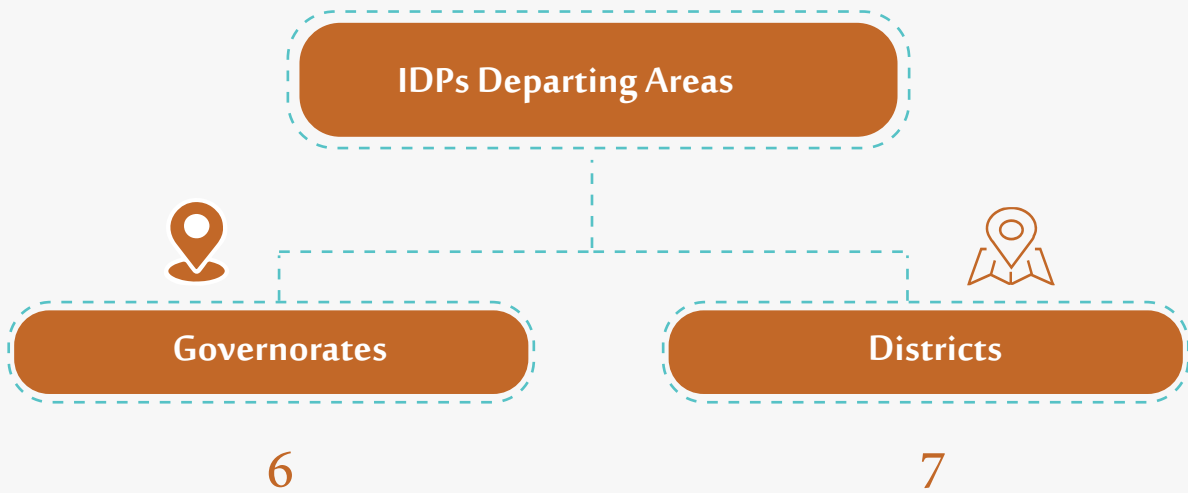 IDPs Departing Areas
Governorates
Districts
6
7